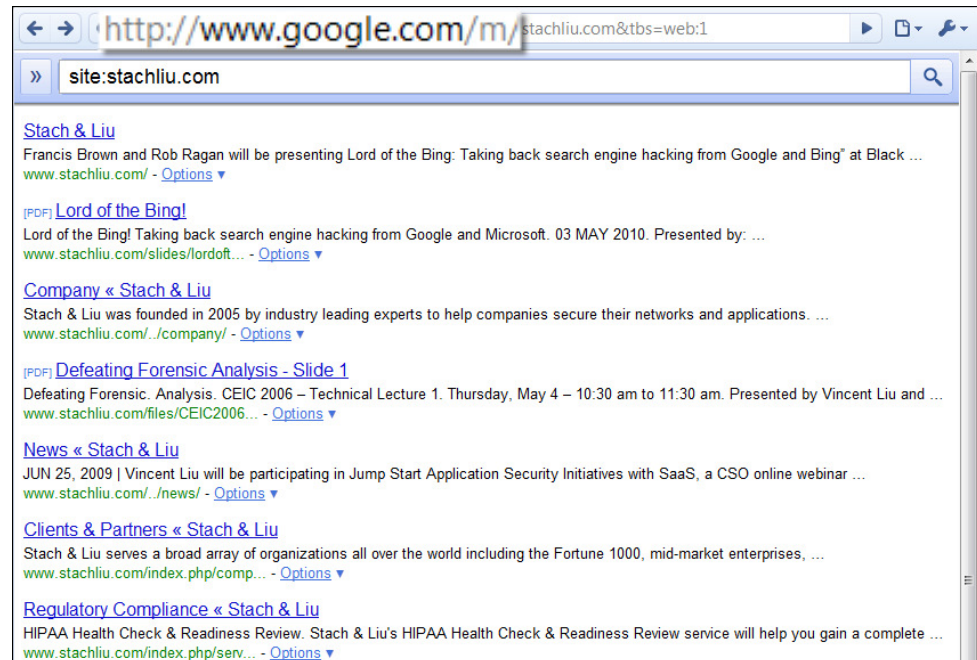 http://www.google.com/m/ stachliu.com&tbs=web:1
» site:stachliu.com
Stach & Liu
Francis Brown and Rob Ragan will be presenting Lord of the Bing: Taking back search engine hacking from Google and Bing” at Black ...
www.stachliu.com/ - Options ▼
[PDF] Lord of the Bing!
Lord of the Bing! Taking back search engine hacking from Google and Microsoft. 03 MAY 2010. Presented by: ...
www.stachliu.com/slides/lordoft... - Options ▼
Company « Stach & Liu
Stach & Liu was founded in 2005 by industry leading experts to help companies secure their networks and applications. ...
www.stachliu.com/../company/ - Options ▼
[PDF] Defeating Forensic Analysis - Slide 1
Defeating Forensic. Analysis. CEIC 2006 – Technical Lecture 1. Thursday, May 4 – 10:30 am to 11:30 am. Presented by Vincent Liu and ...
www.stachliu.com/files/CEIC2006... - Options ▼
News « Stach & Liu
JUN 25, 2009 | Vincent Liu will be participating in Jump Start Application Security Initiatives with SaaS, a CSO online webinar ...
www.stachliu.com/../news/ - Options ▼
Clients & Partners « Stach & Liu
Stach & Liu serves a broad array of organizations all over the world including the Fortune 1000, mid-market enterprises, ...
www.stachliu.com/index.php/comp... - Options ▼
Regulatory Compliance « Stach & Liu
HIPAA Health Check & Readiness Review. Stach & Liu's HIPAA Health Check & Readiness Review service will help you gain a complete ...
www.stachliu.com/index.php/serv... - Options ▼